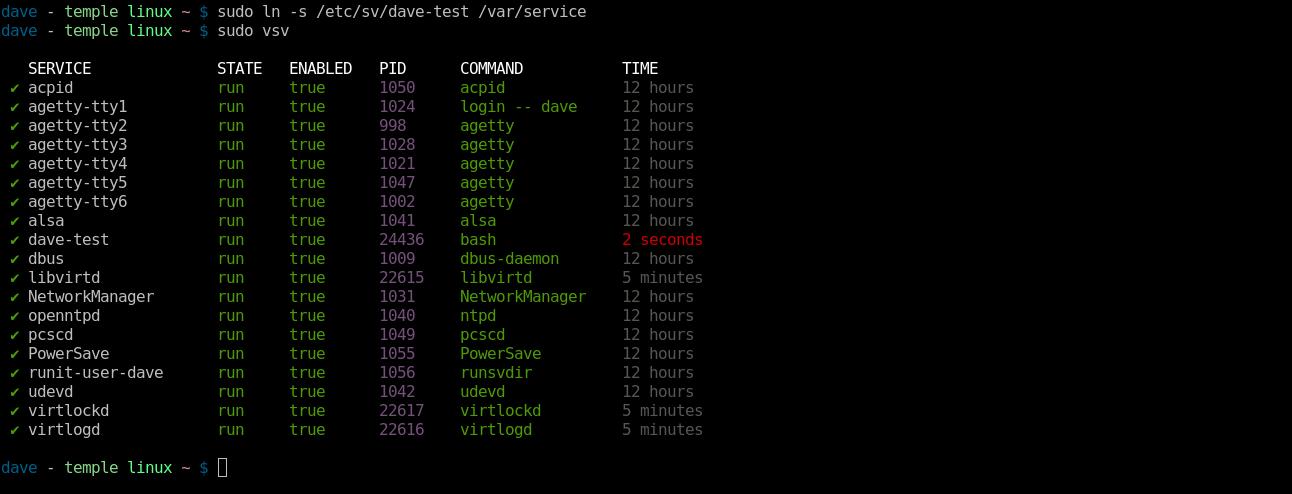 dave - temple linux ~ $ sudo ln -s /etc/sv/dave-test /var/service
dave - temple linux ~ $ sudo vsv
SERVICE STATE ENABLED PID COMMAND TIME
✔ acpid run true 1050 acpid 12 hours
✔ agetty-tty1 run true 1024 login -- dave 12 hours
✔ agetty-tty2 run true 998 agetty 12 hours
✔ agetty-tty3 run true 1028 agetty 12 hours
✔ agetty-tty4 run true 1021 agetty 12 hours
✔ agetty-tty5 run true 1047 agetty 12 hours
✔ agetty-tty6 run true 1002 agetty 12 hours
✔ alsa run true 1041 alsa 12 hours
✔ dave-test run true 24436 bash 2 seconds
✔ dbus run true 1009 dbus-daemon 12 hours
✔ libvirtd run true 22615 libvirtd 5 minutes
✔ NetworkManager run true 1031 NetworkManager 12 hours
✔ openntpd run true 1040 ntpd 12 hours
✔ pcscd run true 1049 pcscd 12 hours
✔ PowerSave run true 1055 PowerSave 12 hours
✔ runit-user-dave run true 1056 runsvdir 12 hours
✔ udevd run true 1042 udevd 12 hours
✔ virtlockd run true 22617 virtlockd 5 minutes
✔ virtlogd run true 22616 virtlogd 5 minutes
dave - temple linux ~ $